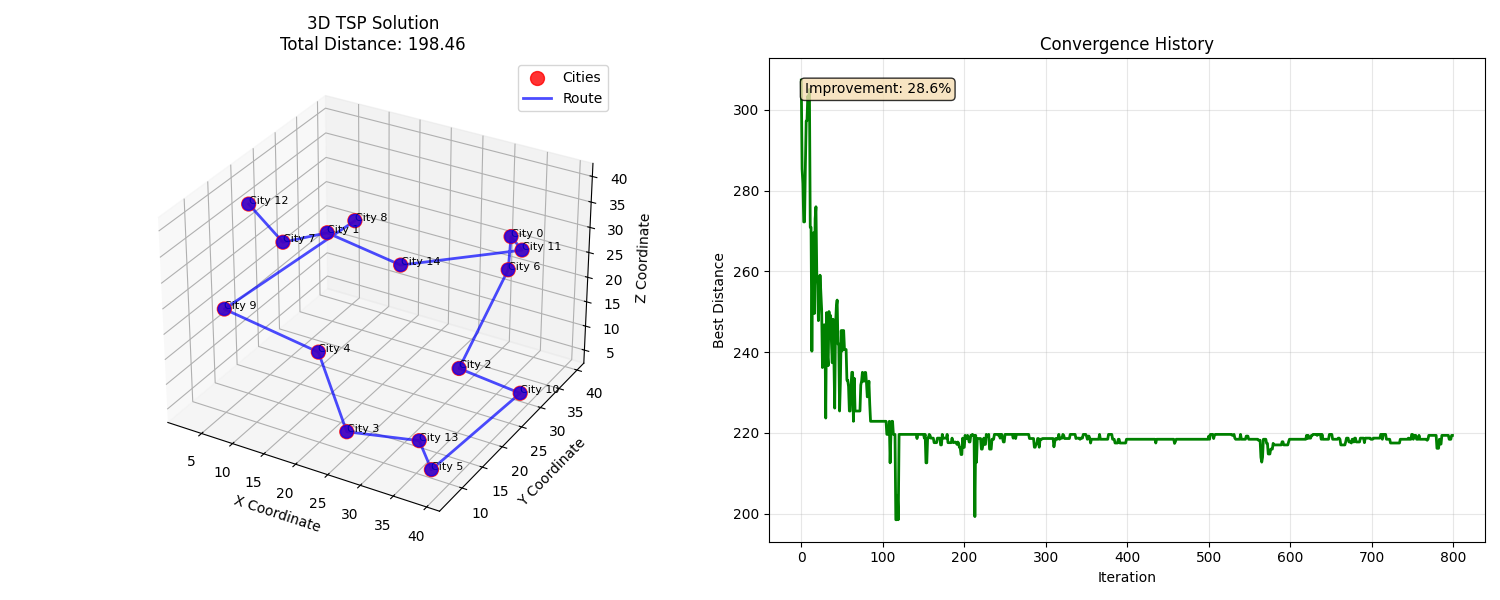 3D TSP Solution
Total Distance: 198.46
Cities
Route
City 12
City 8
City 7
City 1
City 0
City 11
City 14
City 6
City 9
City 4
City 2
City 10
City 3
City 13
City 5
5
10
15
20
25
30
35
40
X Coordinate
10
15
20
25
30
35
40
Y Coordinate
40
35
30
25
20
15
10
5
Z Coordinate
Convergence History
Improvement: 28.6%
300
280
260
240
220
200
Best Distance
0 100 200 300 400 500 600 700 800
Iteration